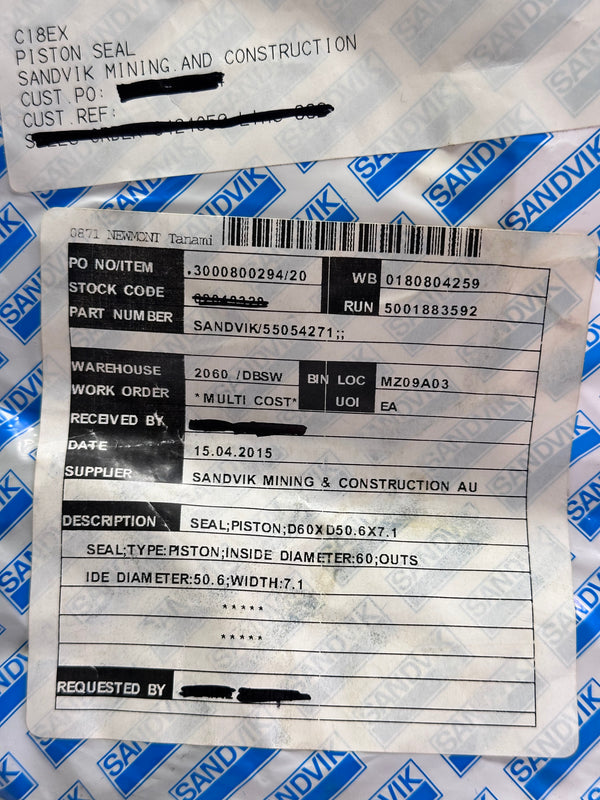 C18EX
PISTON SEAL
SANDVIK MINING.AND CONSTRUCTION
CUST.PO:
CUST.REF:
0871 NEWMONT Tanami
PO NO/ITEM .3000800294/20 WB 0180804259
STOCK CODE RUN 5001883592
PART NUMBER SANDVIK/55054271;;
WAREHOUSE 2060 /DBSW BIN LOC MZ09A03
WORK ORDER *MULTI COST* UOI EA
RECEIVED BY
DATE 15.04.2015
SUPPLIER SANDVIK MINING & CONSTRUCTION AU
DESCRIPTION SEAL;PISTON;D60XD50.6X7.1
SEAL;TYPE:PISTON;INSIDE DIAMETER:60;OUTS
IDE DIAMETER:50.6;WIDTH:7.1
*****
*****
REQUESTED BY
SANDVIK